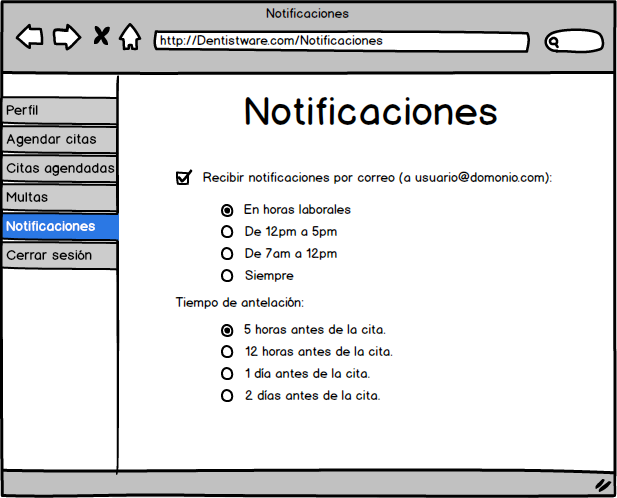 Notificaciones
http://Dentistware.com/Notificaciones
Perfil
Agendar citas
Citas agendadas
Multas
Notificaciones
Cerrar sesión
Notificaciones
Recibir notificaciones por correo (a usuario@domonio.com):
En horas laborales
De 12pm a 5pm
De 7am a 12pm
Siempre
Tiempo de antelación:
5 horas antes de la cita.
12 horas antes de la cita.
1 día antes de la cita.
2 días antes de la cita.